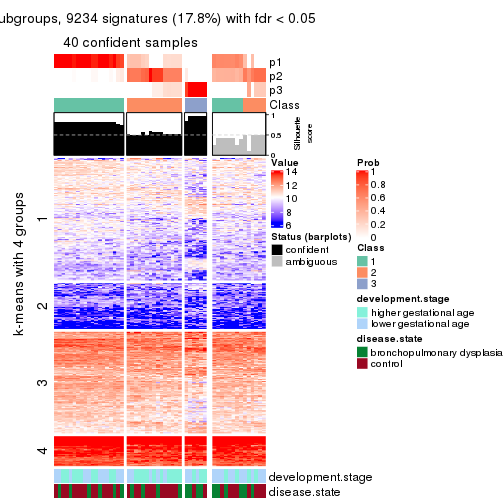 ubgroups, 9234 signatures (17.8%) with fdr < 0.05
40 confident samples
p1
p2
p3
Class
1
0.5
0
Silhouette
score
k-means with 4 groups
1
2
3
4
Value
14
12
10
8
6
Status (barplots)
confident
ambiguous
Prob
1
0.8
0.6
0.4
0.2
0
Class
1
2
3
development.stage
higher gestational age
lower gestational age
disease.state
bronchopulmonary dysplasia
control
development.stage
disease.state